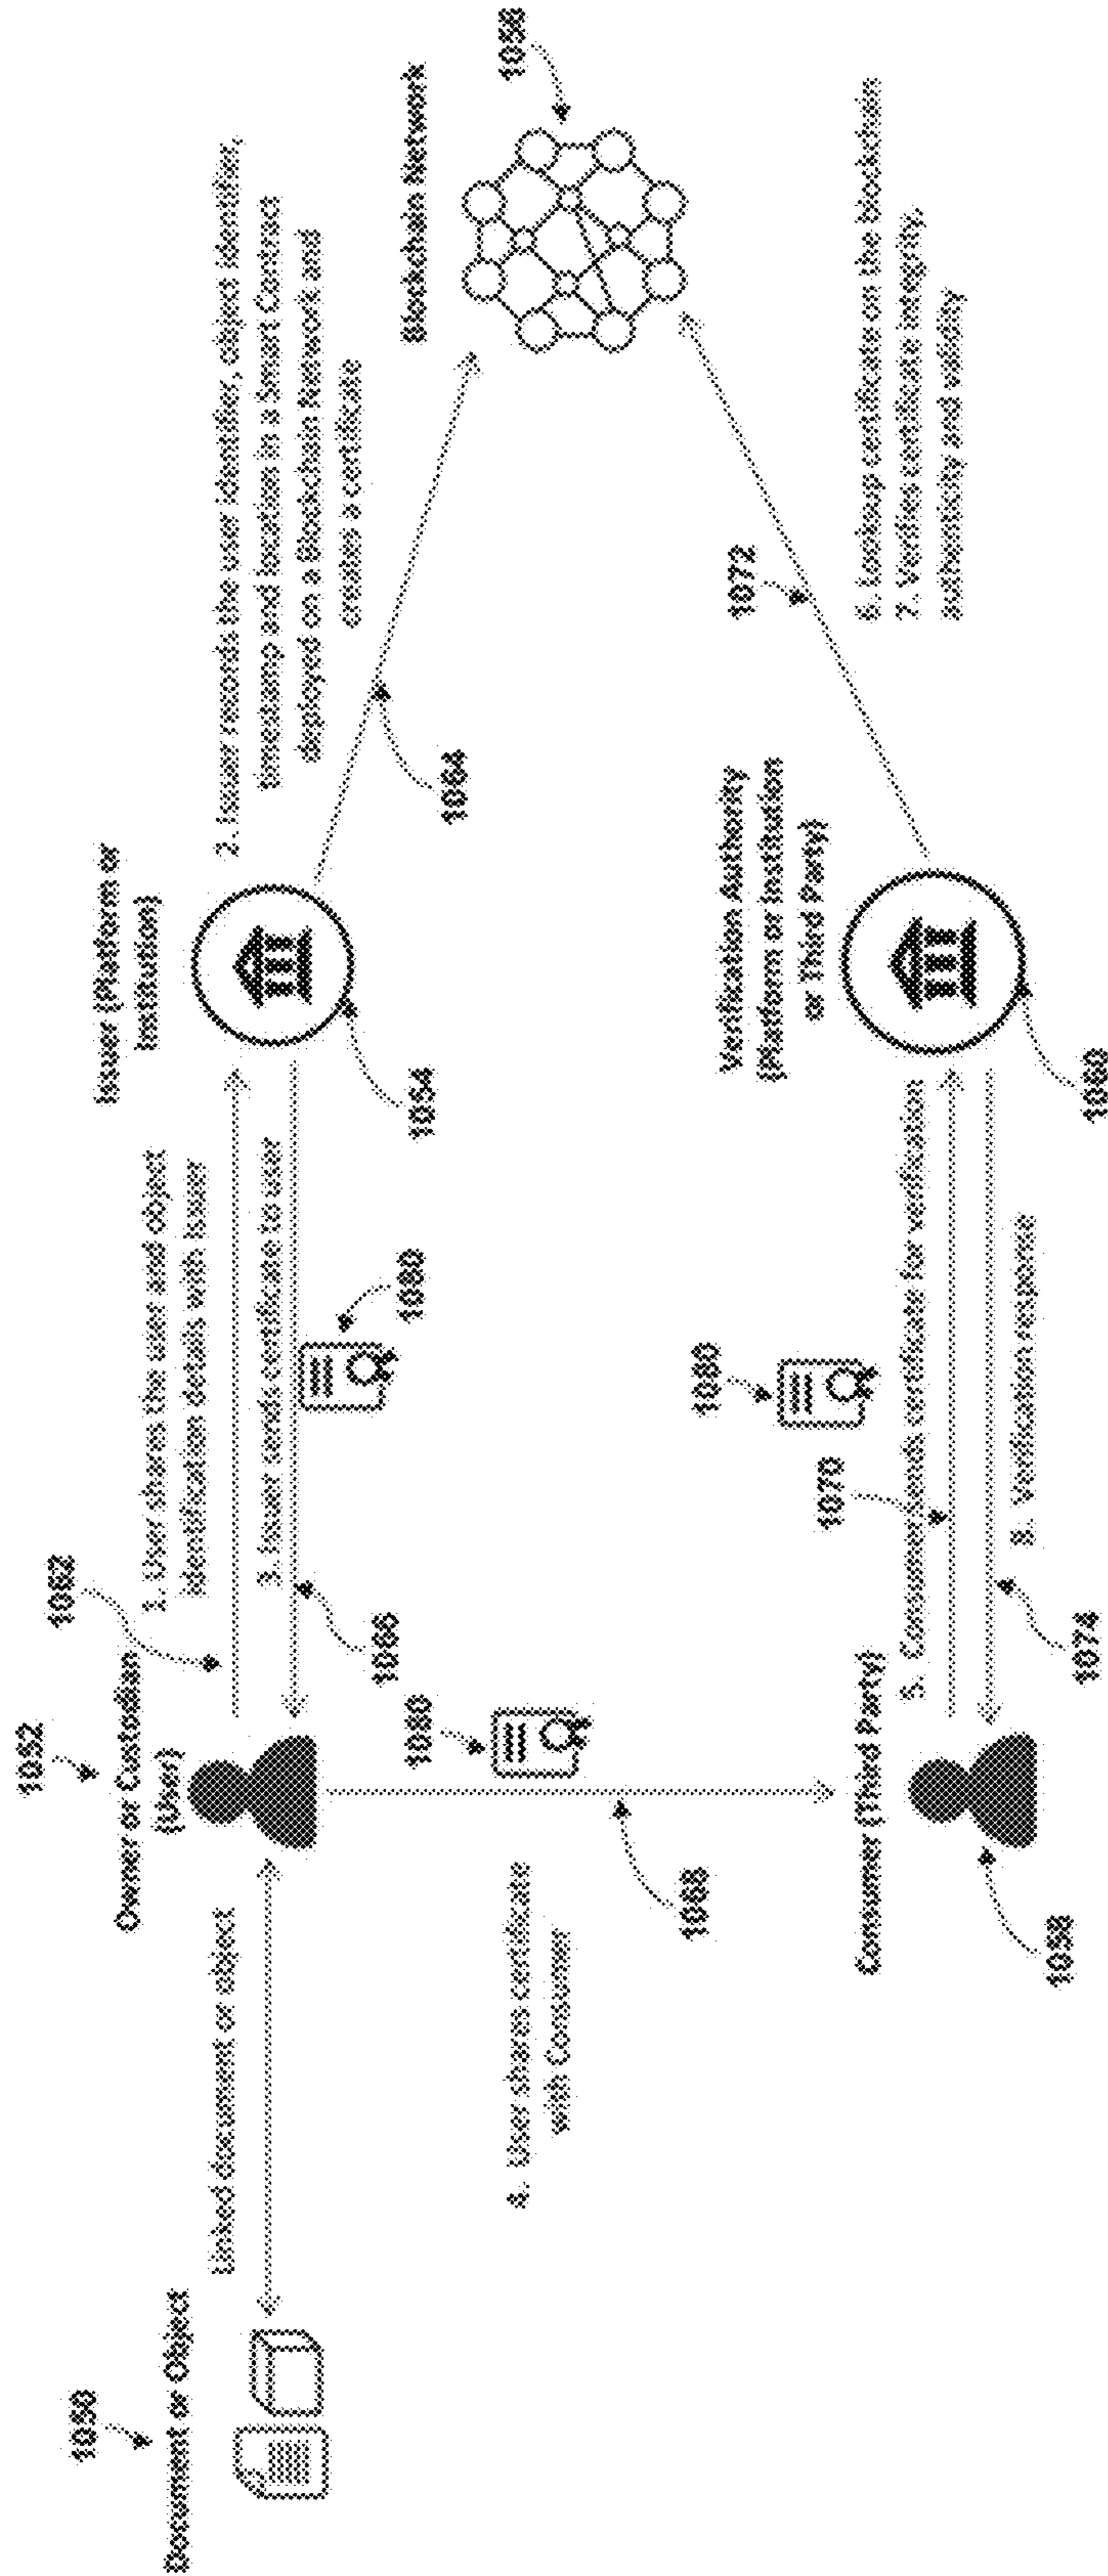 1050
Document or Object
Linked document or object
1052
Owner or Custodian
(User)
1062
1. User shares the user and object
identification details with issuer
3. Issuer sends certificate to user
1066
1080
Issuer (Platform or
Institution)
1054
2. Issuer records the user identifier, object identifier,
timestamp and location in a Smart Contract
deployed on a Blockchain Network and
creates a certificate
1064
Blockchain Network
1056
4. User shares certificate
with Consumer
1068
1080
Consumer (Third Party)
1058
5. Consumer sends certificate for verification
1070
1080
8. Verification response
1074
Verification Authority
(Platform or Institution
or Third Party)
1060
1072
6. Lookup certificate on the blockchain
7. Verifies certificate integrity,
authenticity and validity